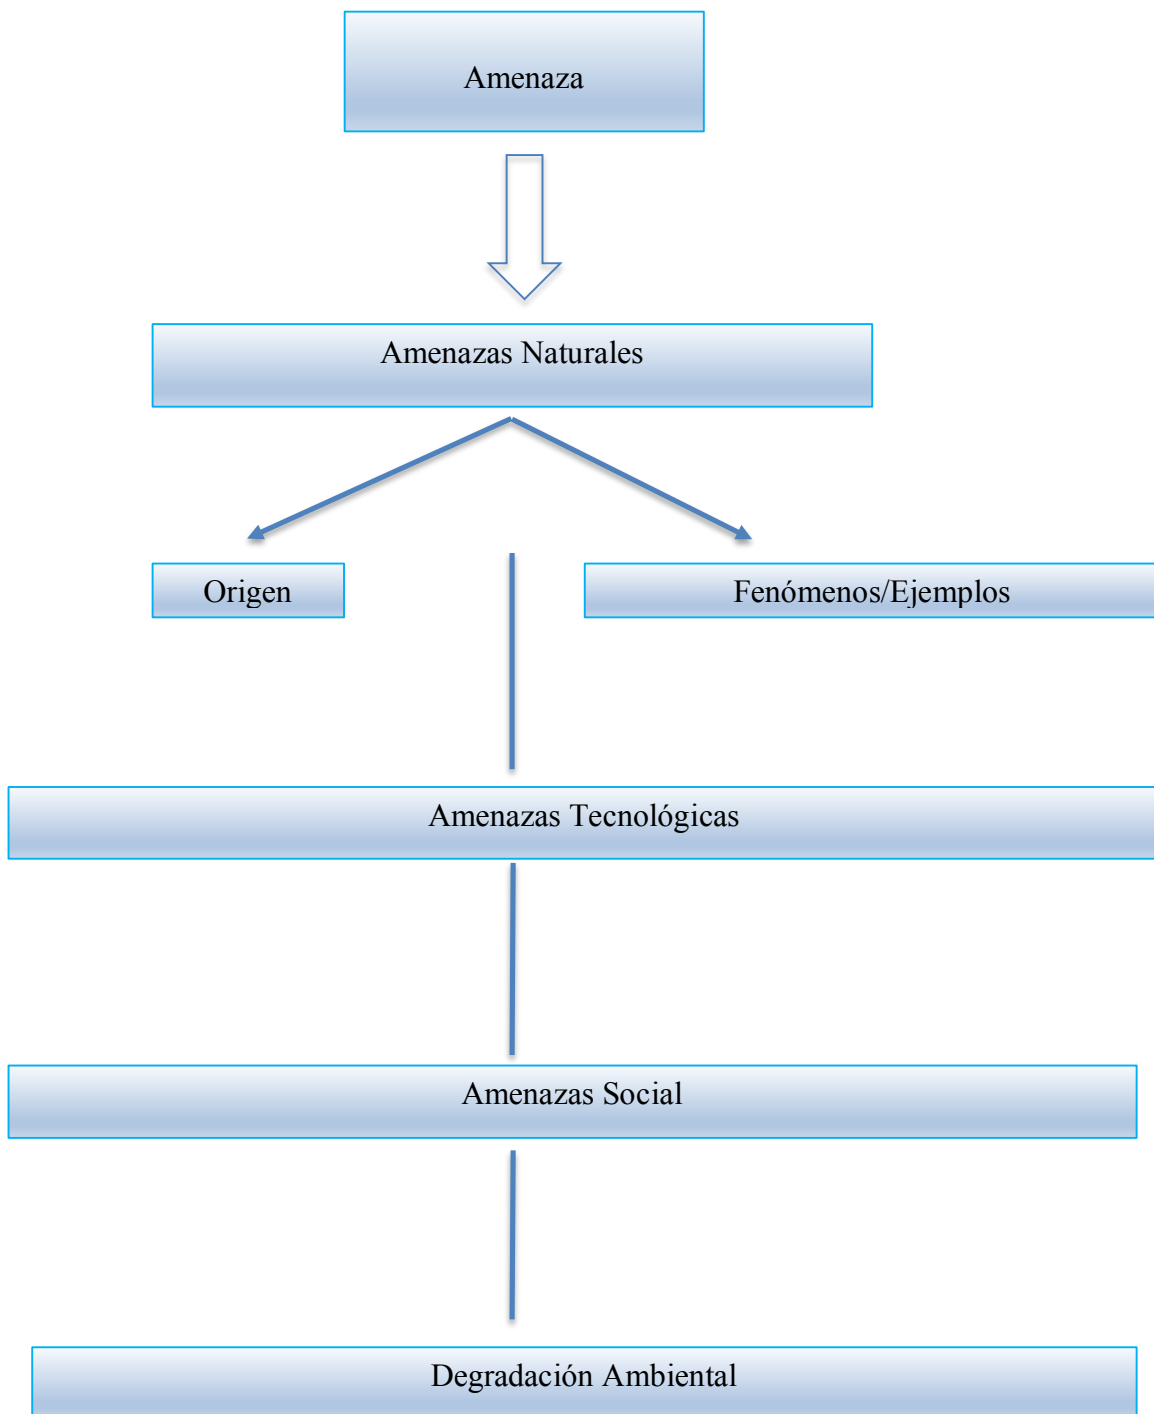 Amenaza
Amenazas Naturales
Origen
Fenómenos/Ejemplos
Amenazas Tecnológicas
Amenazas Social
Degradación Ambiental